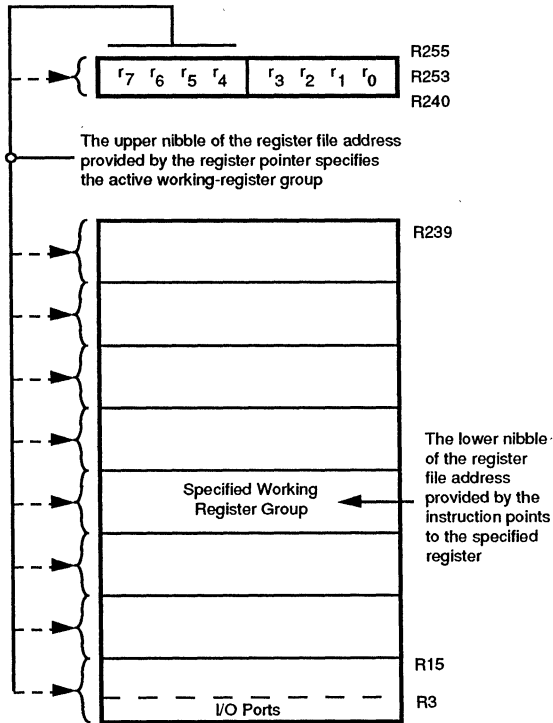 R255
r7 r6 r5 r4 r3 r2 r1 r0
R253
R240
The upper nibble of the register file address
provided by the register pointer specifies
the active working-register group
R239
The lower nibble
of the register
file address
provided by the
instruction points
to the specified
register
Specified Working
Register Group
R15
R3
I/O Ports